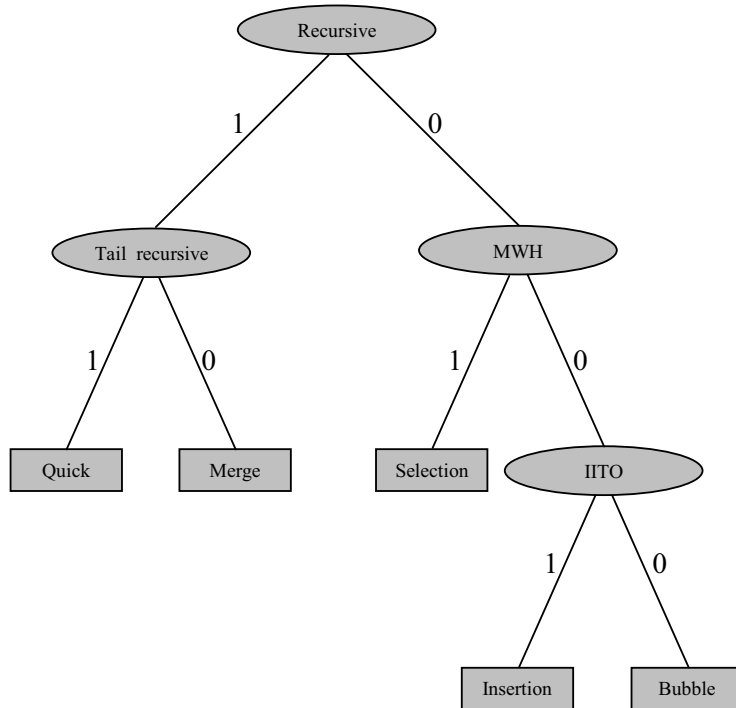 Recursive
1
0
Tail recursive
MWH
1
0
1
0
Quick
Merge
Selection
IITO
1
0
Insertion
Bubble